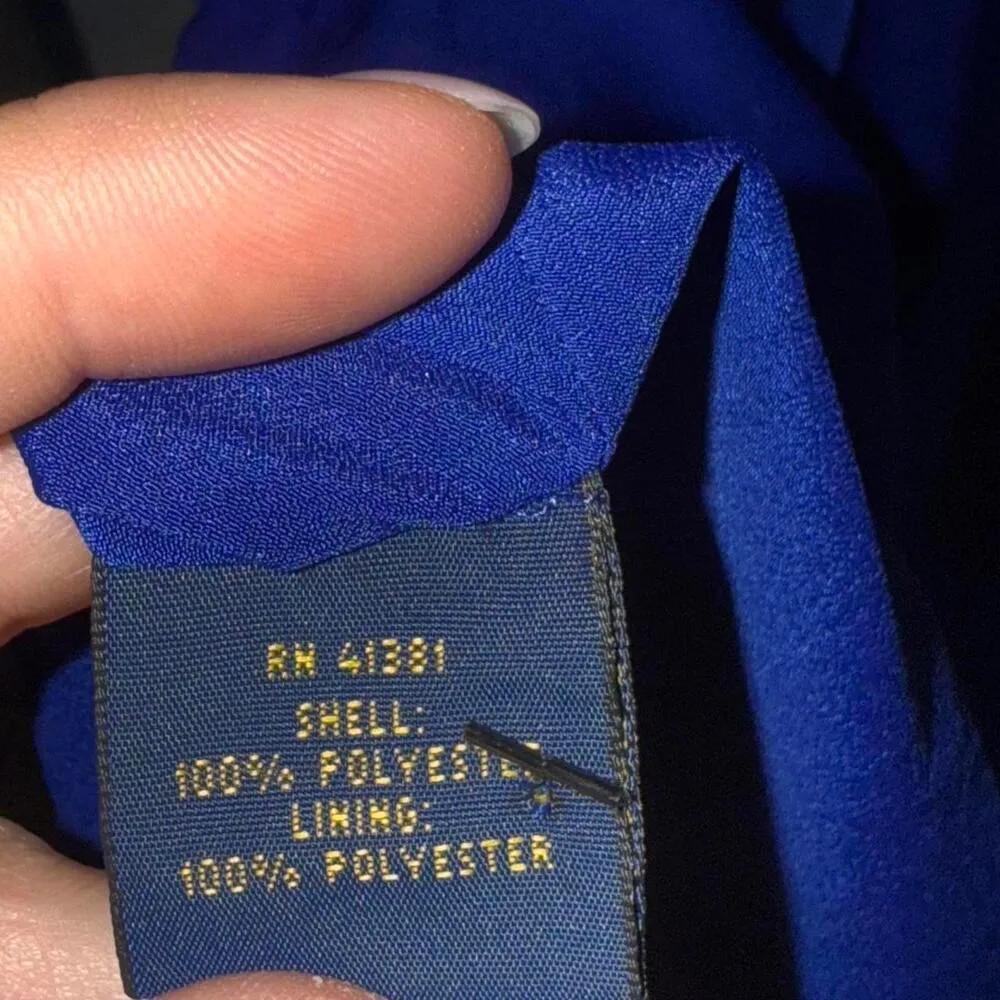 RN 41381
SHELL:
100% POLYESTER
LINING:
100% POLYESTER